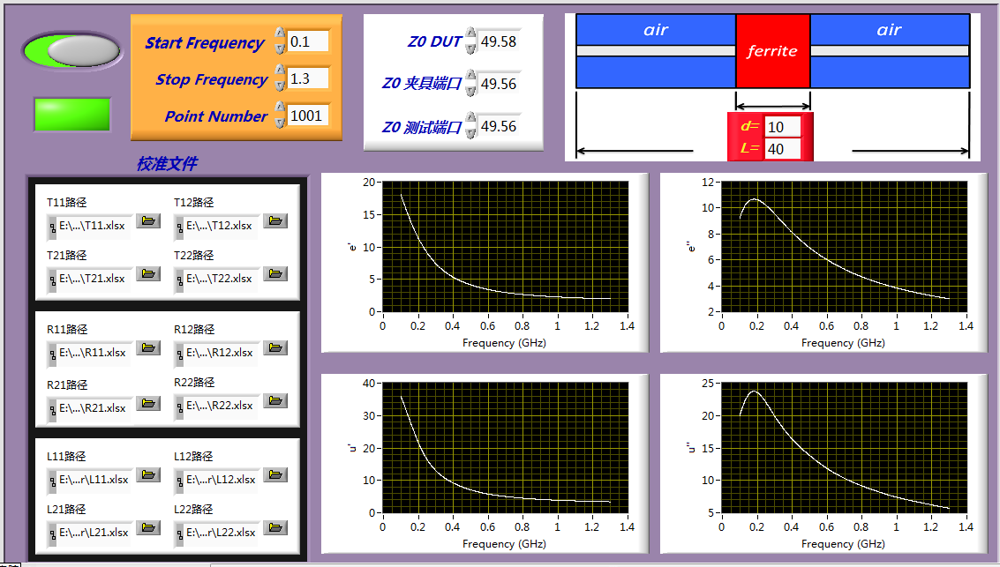 Start Frequency 0.1
Stop Frequency 1.3
Point Number 1001
Z0 DUT 49.58
Z0 夹具端口 49.56
Z0 测试端口 49.56
air ferrite air
d= 10
L= 40
校准文件
T11路径 T12路径
E:\...\T11.xlsx E:\...\T12.xlsx
T21路径 T22路径
E:\...\T21.xlsx E:\...\T22.xlsx
R11路径 R12路径
E:\...\R11.xlsx E:\...\R12.xlsx
R21路径 R22路径
E:\...\R21.xlsx E:\...\R22.xlsx
L11路径 L12路径
E:\...r\L11.xlsx E:\...r\L12.xlsx
L21路径 L22路径
E:\...r\L21.xlsx E:\...r\L22.xlsx
e'
20
15
10
5
0
0 0.2 0.4 0.6 0.8 1 1.2 1.4
Frequency (GHz)
e''
12
10
8
6
4
2
0 0.2 0.4 0.6 0.8 1 1.2 1.4
Frequency (GHz)
u'
40
30
20
10
0
0 0.2 0.4 0.6 0.8 1 1.2 1.4
Frequency (GHz)
u''
25
20
15
10
5
0 0.2 0.4 0.6 0.8 1 1.2 1.4
Frequency (GHz)